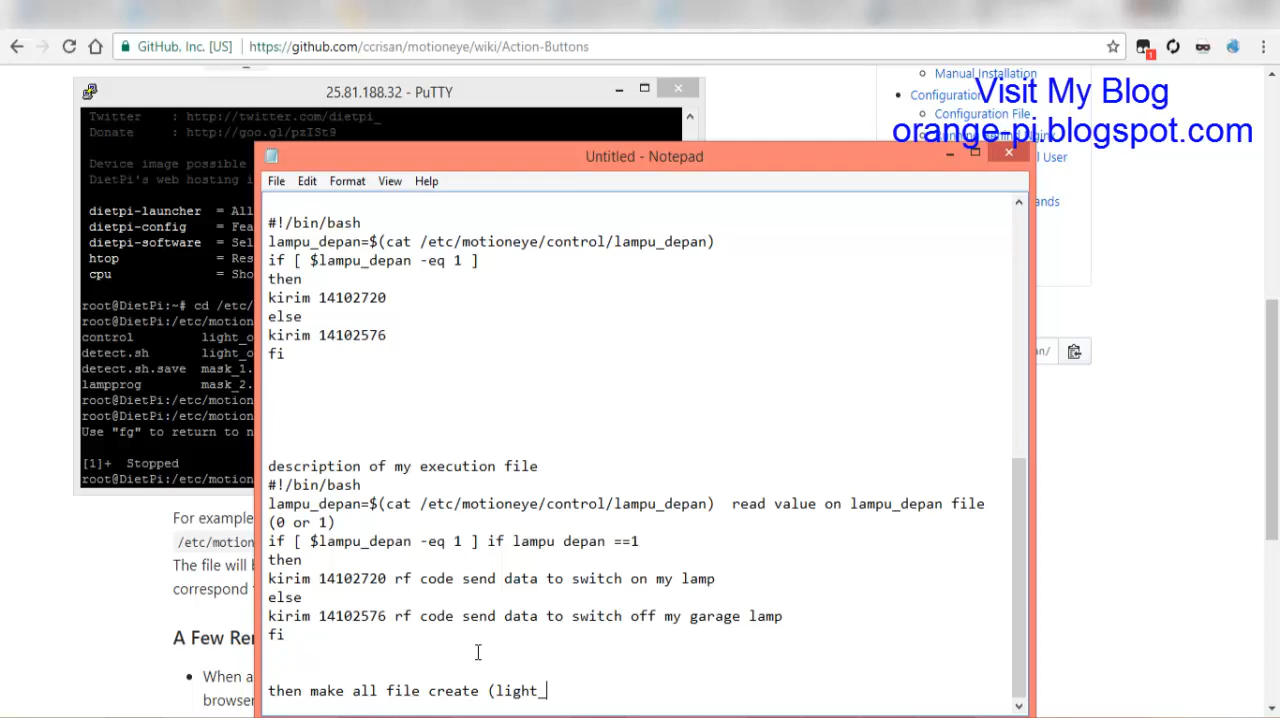 GitHub, Inc. [US]
https://github.com/ccrisan/motioneye/wiki/Action-Buttons
1
Manual Installation
Visit My Blog
orange-pi.blogspot.com
Configuration
Configuration File
User
ands
an/
25.81.188.32 - PuTTY
Twitter : http://twitter.com/dietpi_
Donate : http://goo.gl/pzISt9
Device image possible
DietPi's web hosting i
dietpi-launcher = All
dietpi-config = Fea
dietpi-software = Sel
htop = Res
cpu = Sho
root@DietPi:~# cd /etc/
root@DietPi:/etc/motion
control light_o
detect.sh light_o
detect.sh.save mask_1.
lampprog mask_2.
root@DietPi:/etc/motion
root@DietPi:/etc/motion
Use "fg" to return to n
[1]+ Stopped
root@DietPi:/etc/motion
Untitled - Notepad
File Edit Format View Help
#!/bin/bash
lampu_depan=$(cat /etc/motioneye/control/lampu_depan)
if [ $lampu_depan -eq 1 ]
then
kirim 14102720
else
kirim 14102576
fi
description of my execution file
#!/bin/bash
lampu_depan=$(cat /etc/motioneye/control/lampu_depan) read value on lampu_depan file
(0 or 1)
if [ $lampu_depan -eq 1 ] if lampu depan ==1
then
kirim 14102720 rf code send data to switch on my lamp
else
kirim 14102576 rf code send data to switch off my garage lamp
fi
then make all file create (light_
For example
/etc/motion
The file will b
correspond
A Few Rer
When a
browser